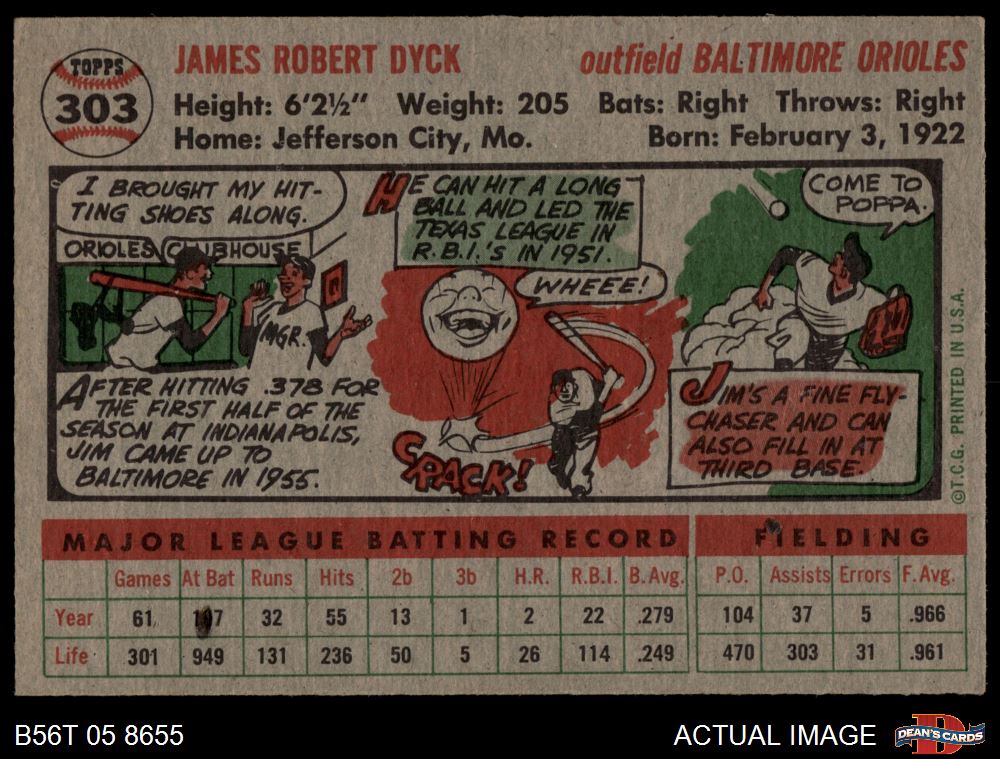 TOPPS
303
JAMES ROBERT DYCK
outfield BALTIMORE ORIOLES
Height: 6'2½" Weight: 205 Bats: Right Throws: Right
Home: Jefferson City, Mo. Born: February 3, 1922
I BROUGHT MY HIT-
TING SHOES ALONG.
ORIOLES CLUBHOUSE
MGR.
AFTER HITTING .378 FOR
THE FIRST HALF OF THE
SEASON AT INDIANAPOLIS,
JIM CAME UP TO
BALTIMORE IN 1955.
HE CAN HIT A LONG
BALL AND LED THE
TEXAS LEAGUE IN
R.B.I.'S IN 1951.
WHEEE!
CRACK!
COME TO
POPPA.
JIM'S A FINE FLY-
CHASER AND CAN
ALSO FILL IN AT
THIRD BASE.
©T.C.G. PRINTED IN U.S.A.
MAJOR LEAGUE BATTING RECORD FIELDING
Games At Bat Runs Hits 2b 3b H.R. R.B.I. B. Avg. P.O. Assists Errors F. Avg.
Year 61 32 55 13 1 2 22 .279 104 37 5 .966
Life 301 949 131 236 50 5 26 114 .249 470 303 31 .961
B56T 05 8655
ACTUAL IMAGE
DEAN'S CARDS